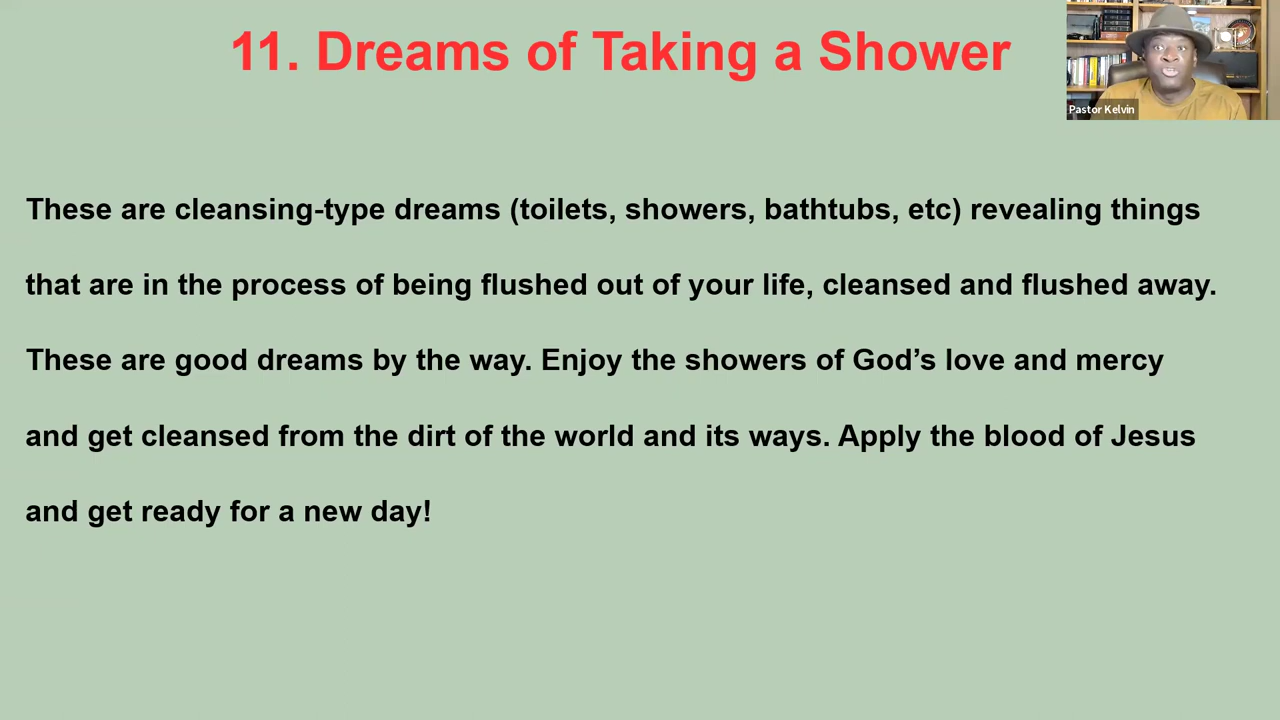 11. Dreams of Taking a Shower
Pastor Kelvin
These are cleansing-type dreams (toilets, showers, bathtubs, etc) revealing things
that are in the process of being flushed out of your life, cleansed and flushed away.
These are good dreams by the way. Enjoy the showers of God’s love and mercy
and get cleansed from the dirt of the world and its ways. Apply the blood of Jesus
and get ready for a new day!